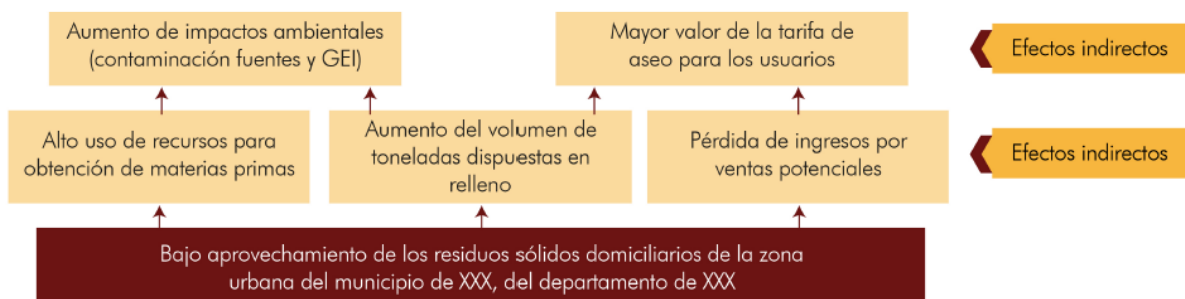 Aumento de impactos ambientales
(contaminación fuentes y GEI)
Mayor valor de la tarifa de
aseo para los usuarios
Efectos indirectos
Alto uso de recursos para
obtención de materias primas
Aumento del volumen de
toneladas dispuestas en
relleno
Pérdida de ingresos por
ventas potenciales
Efectos indirectos
Bajo aprovechamiento de los residuos sólidos domiciliarios de la zona
urbana del municipio de XXX, del departamento de XXX